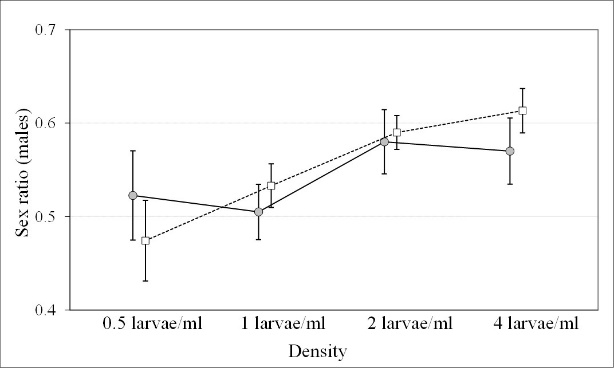 0.7
0.6
0.5
0.4
Sex ratio (males)
0.5 larvae/ml 1 larvae/ml 2 larvae/ml 4 larvae/ml
Density